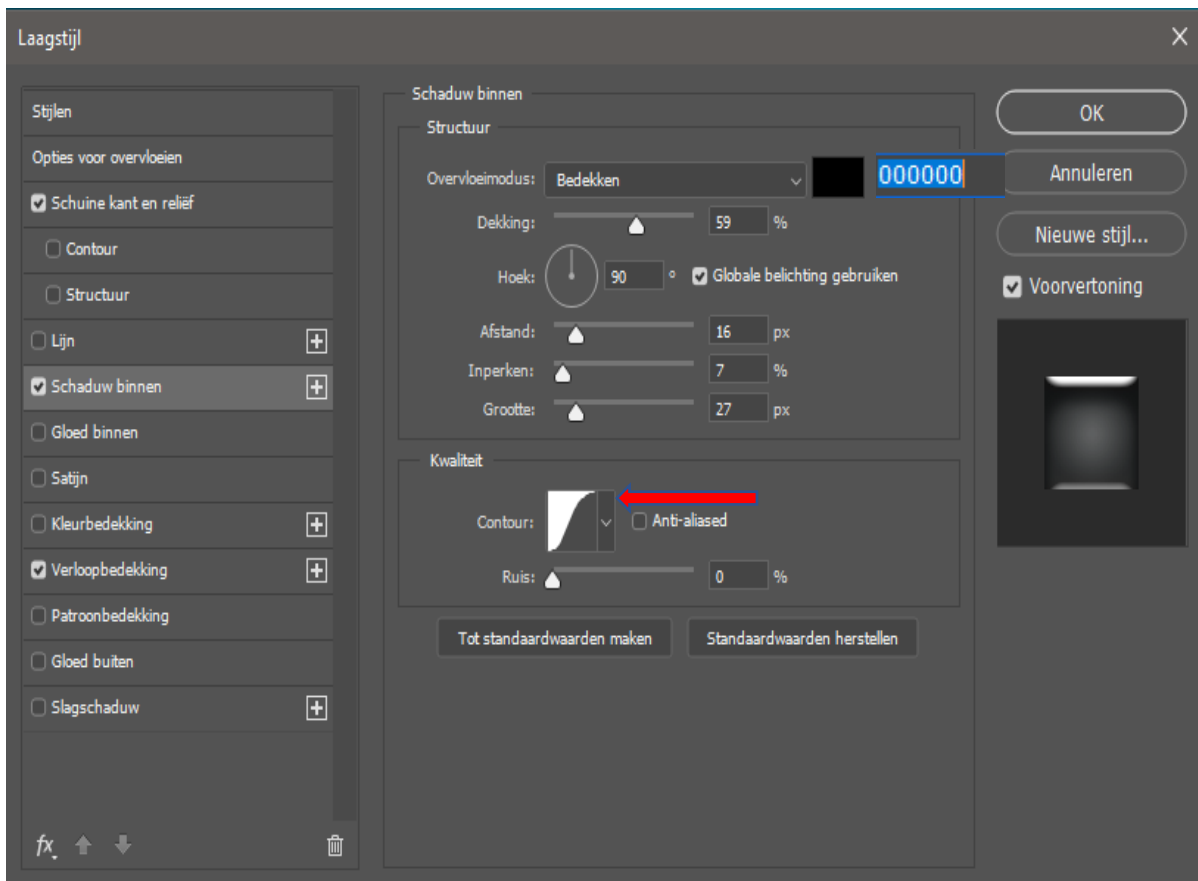 Laagstijl
Stijlen
Opties voor overvloeien
Schuine kant en reliëf
Contour
Structuur
Lijn
Schaduw binnen
Gloed binnen
Satijn
Kleurbedekking
Verloopbedekking
Patroonbedekking
Gloed buiten
Slagschaduw
fx
Schaduw binnen
Structuur
Overvloeimodus: Bedekken 000000
Dekking: 59 %
Hoek: 90 ° Globale belichting gebruiken
Afstand: 16 px
Inperken: 7 %
Grootte: 27 px
Kwaliteit
Contour: Anti-aliased
Ruis: 0 %
Tot standaardwaarden maken Standaardwaarden herstellen
OK
Annuleren
Nieuwe stijl...
Voorvertoning